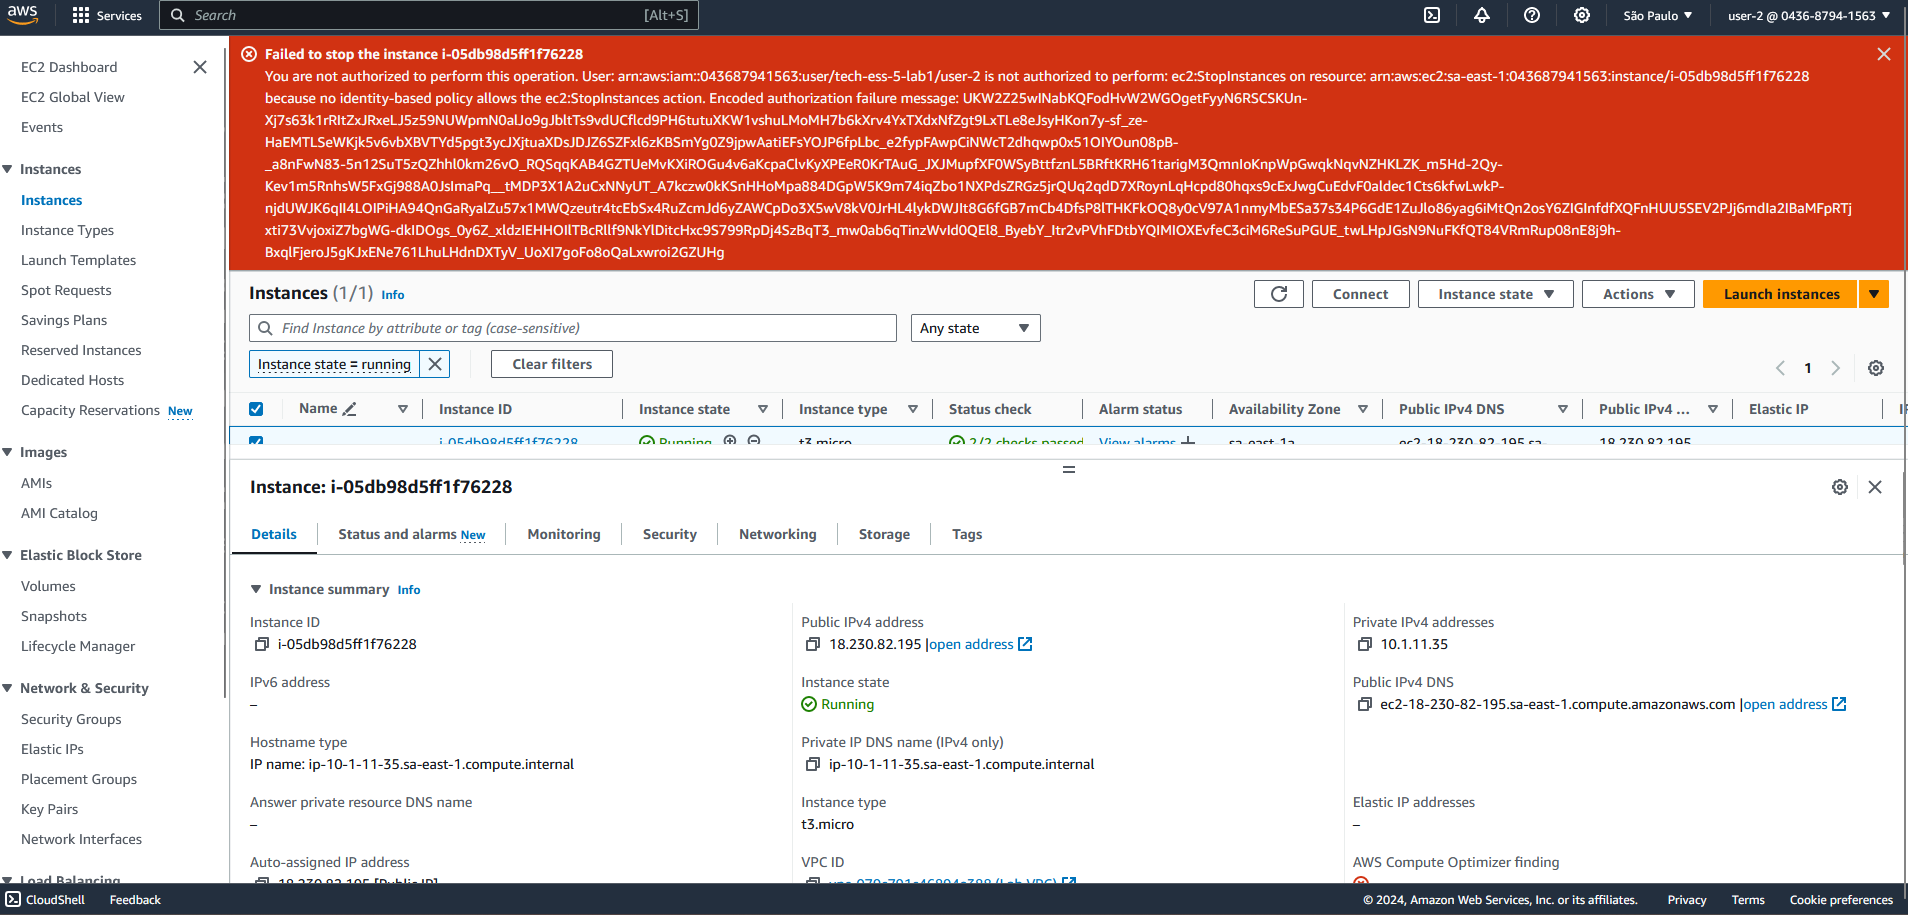 aws
Services
Search
[Alt+S]
São Paulo
user-2 @ 0436-8794-1563
EC2 Dashboard
EC2 Global View
Events
Instances
Instances
Instance Types
Launch Templates
Spot Requests
Savings Plans
Reserved Instances
Dedicated Hosts
Capacity Reservations New
Images
AMIs
AMI Catalog
Elastic Block Store
Volumes
Snapshots
Lifecycle Manager
Network & Security
Security Groups
Elastic IPs
Placement Groups
Key Pairs
Network Interfaces
Load Balancing
Failed to stop the instance i-05db98d5ff1f76228
You are not authorized to perform this operation. User: arn:aws:iam::043687941563:user/tech-ess-5-lab1/user-2 is not authorized to perform: ec2:StopInstances on resource: arn:aws:ec2:sa-east-1:043687941563:instance/i-05db98d5ff1f76228
because no identity-based policy allows the ec2:StopInstances action. Encoded authorization failure message: UKW2Z25wINabKQFodHvW2WGOgetFyyN6RSCSKUn-
Xj7s63k1rRItZxJRxeLJ5z59NUWpmN0alJo9gJbltTs9vdUCflcd9PH6tutuXKW1vshuLMoMH7b6kXrv4YxTXdxNfZgt9LxTLe8eJsyHKon7y-sf_ze-
HaEMTLSeWKjk5v6vbXBVTYd5pgt3ycJXjtuaXDsJDJZ6SZFxl6zKBSmYg0Z9jpwAatiEFsYOJP6fpLbc_e2fypFAwpCiNWcT2dhqwp0x51OIYOun08pB-
_a8nFwN83-5n12SuT5zQZhhl0km26vO_RQSqqKAB4GZTUeMvKXiROGu4v6aKcpaClvKyXPEeR0KrTAuG_JXJMupfXF0WSyBttfznL5BRftKRH61tarigM3QmnIoKnpWpGwqkNqvNZHKLZK_m5Hd-2Qy-
Kev1m5RnhsW5FxGj988A0JsImaPq__tMDP3X1A2uCxNNyUT_A7kczw0kKSnHHoMpa884DGpW5K9m74iqZbo1NXPdsZRGz5jrQUq2qdD7XRoynLqHcpd80hqxs9cExJwgCuEdvF0aldec1Cts6kfwLwkP-
njdUWJK6qII4LOIPiHA94QnGaRyalZu57x1MWQzeutr4tcEbSx4RuZcmJd6yZAWCpDo3X5wV8kV0JrHL4lykDWJIt8G6fGB7mCb4DfsP8lTHKFkOQ8y0cV97A1nmyMbESa37s34P6GdE1ZuJlo86yag6iMtQn2osY6ZIGInfdfXQFnHUU5SEV2PJj6mdIa2IBaMFpRTj
xti73VvjoxiZ7bgWG-dkIDOgs_0y6Z_xldzIEHHOIlTBcRllf9NkYlDitcHxc9S799RpDj4SzBqT3_mw0ab6qTinzWvId0QEl8_ByebY_Itr2vPVhFDtbYQIMIOXEvfeC3ciM6ReSuPGUE_twLHpJGsN9NuFKfQT84VRmRup08nE8j9h-
BxqlFjeroJ5gKJxENe761LhuLHdnDXTyV_UoXI7goFo8oQaLxwroi2GZUHg
Instances (1/1) Info
Connect
Instance state
Actions
Launch instances
Find Instance by attribute or tag (case-sensitive)
Any state
Instance state = running
Clear filters
1
Name
Instance ID
Instance state
Instance type
Status check
Alarm status
Availability Zone
Public IPv4 DNS
Public IPv4 ...
Elastic IP
i-05db98d5ff1f76228
Running
t3.micro
2/2 checks passed
View alarms
sa-east-1a
ec2-18-230-82-195.sa-
18.230.82.195
Instance: i-05db98d5ff1f76228
Details
Status and alarms New
Monitoring
Security
Networking
Storage
Tags
Instance summary Info
Instance ID
i-05db98d5ff1f76228
Public IPv4 address
18.230.82.195 |open address
Private IPv4 addresses
10.1.11.35
IPv6 address
–
Instance state
Running
Public IPv4 DNS
ec2-18-230-82-195.sa-east-1.compute.amazonaws.com |open address
Hostname type
IP name: ip-10-1-11-35.sa-east-1.compute.internal
Private IP DNS name (IPv4 only)
ip-10-1-11-35.sa-east-1.compute.internal
Answer private resource DNS name
–
Instance type
t3.micro
Elastic IP addresses
–
Auto-assigned IP address
18.230.82.195 [Public IP]
VPC ID
(Lab VPC)
AWS Compute Optimizer finding
CloudShell
Feedback
© 2024, Amazon Web Services, Inc. or its affiliates.
Privacy
Terms
Cookie preferences